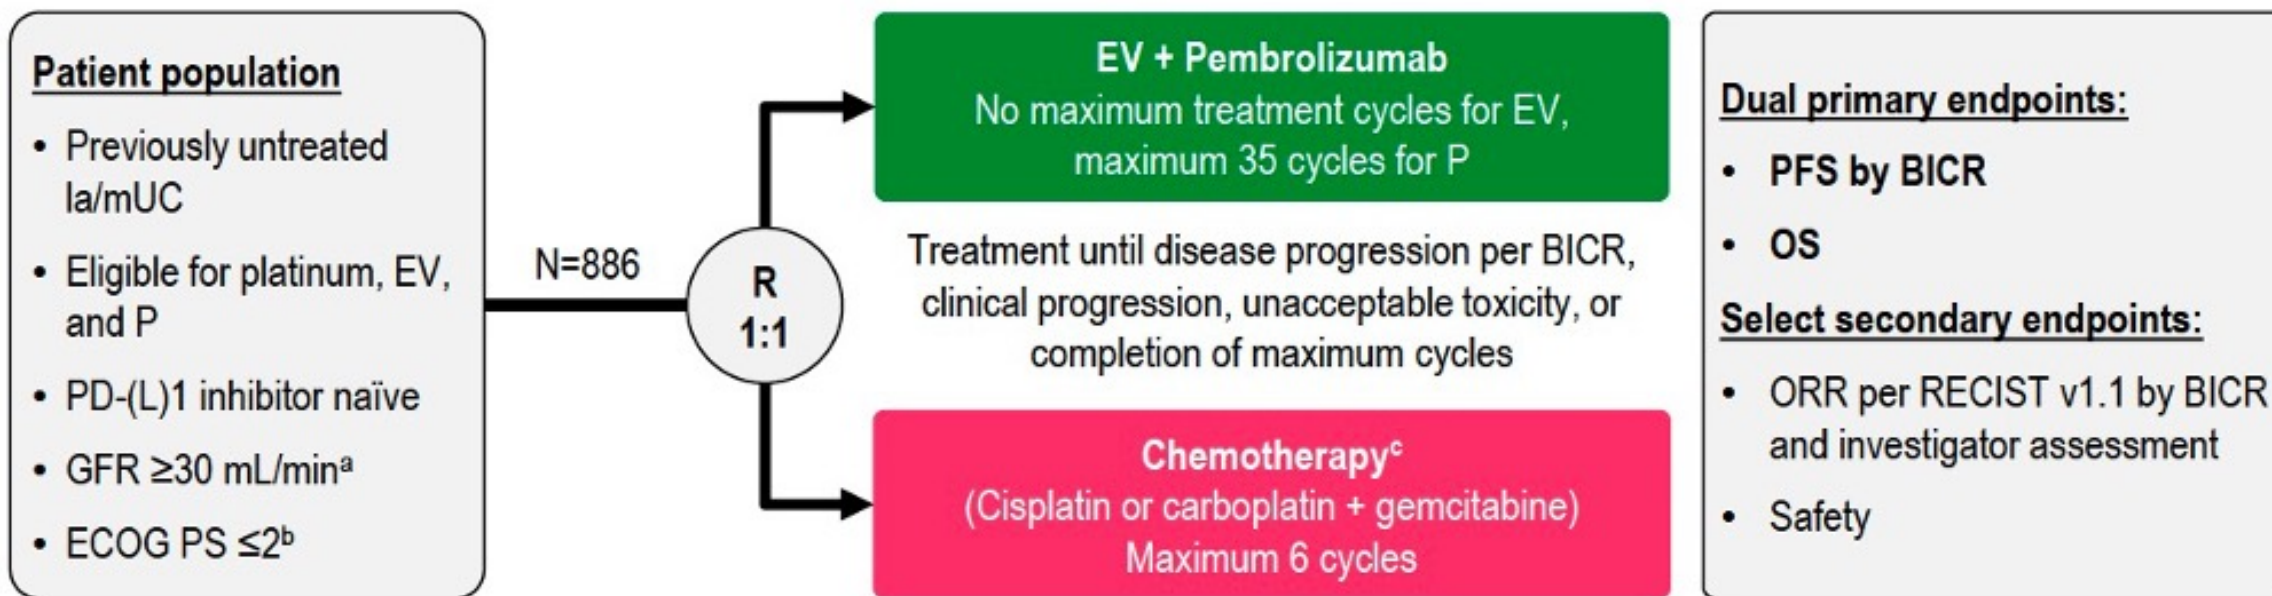 Patient population
• Previously untreated
la/mUC
• Eligible for platinum, EV,
and P
• PD-(L)1 inhibitor naïve
• GFR ≥30 mL/minᵃ
• ECOG PS ≤2ᵇ
N=886
R
1:1
EV + Pembrolizumab
No maximum treatment cycles for EV,
maximum 35 cycles for P
Treatment until disease progression per BICR,
clinical progression, unacceptable toxicity, or
completion of maximum cycles
Chemotherapyᶜ
(Cisplatin or carboplatin + gemcitabine)
Maximum 6 cycles
Dual primary endpoints:
• PFS by BICR
• OS
Select secondary endpoints:
• ORR per RECIST v1.1 by BICR
and investigator assessment
• Safety